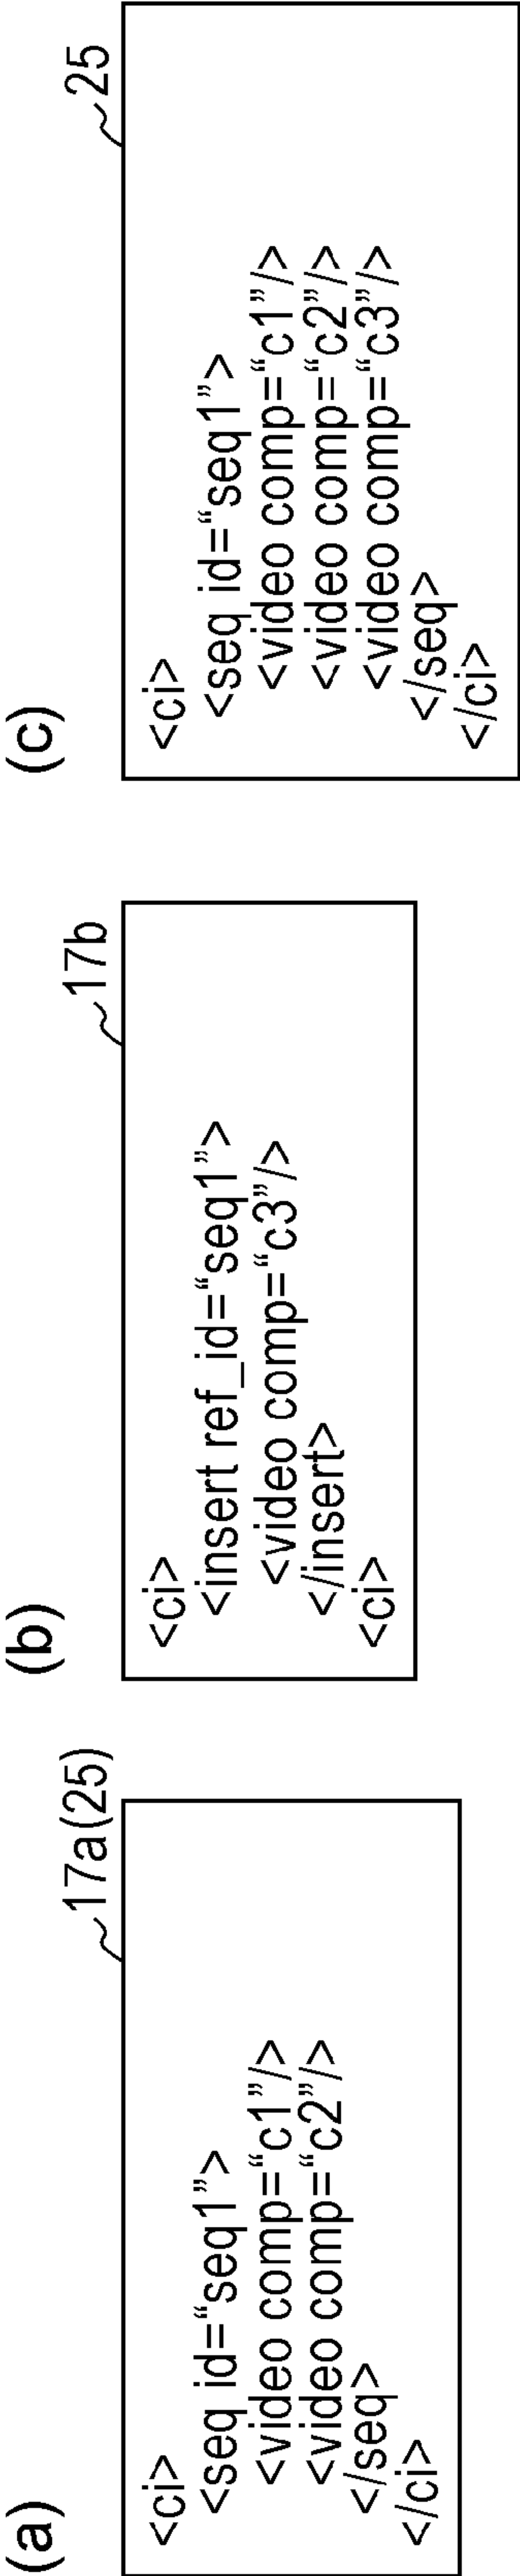 (a)
17a(25)
<ci>
<seq id=“seq1”>
<video comp=“c1”/>
<video comp=“c2”/>
</seq>
</ci>
(b)
17b
<ci>
<insert ref_id=“seq1”>
<video comp=“c3”/>
</insert>
<ci>
(c)
25
<ci>
<seq id=“seq1”>
<video comp=“c1”/>
<video comp=“c2”/>
<video comp=“c3”/>
</seq>
</ci>